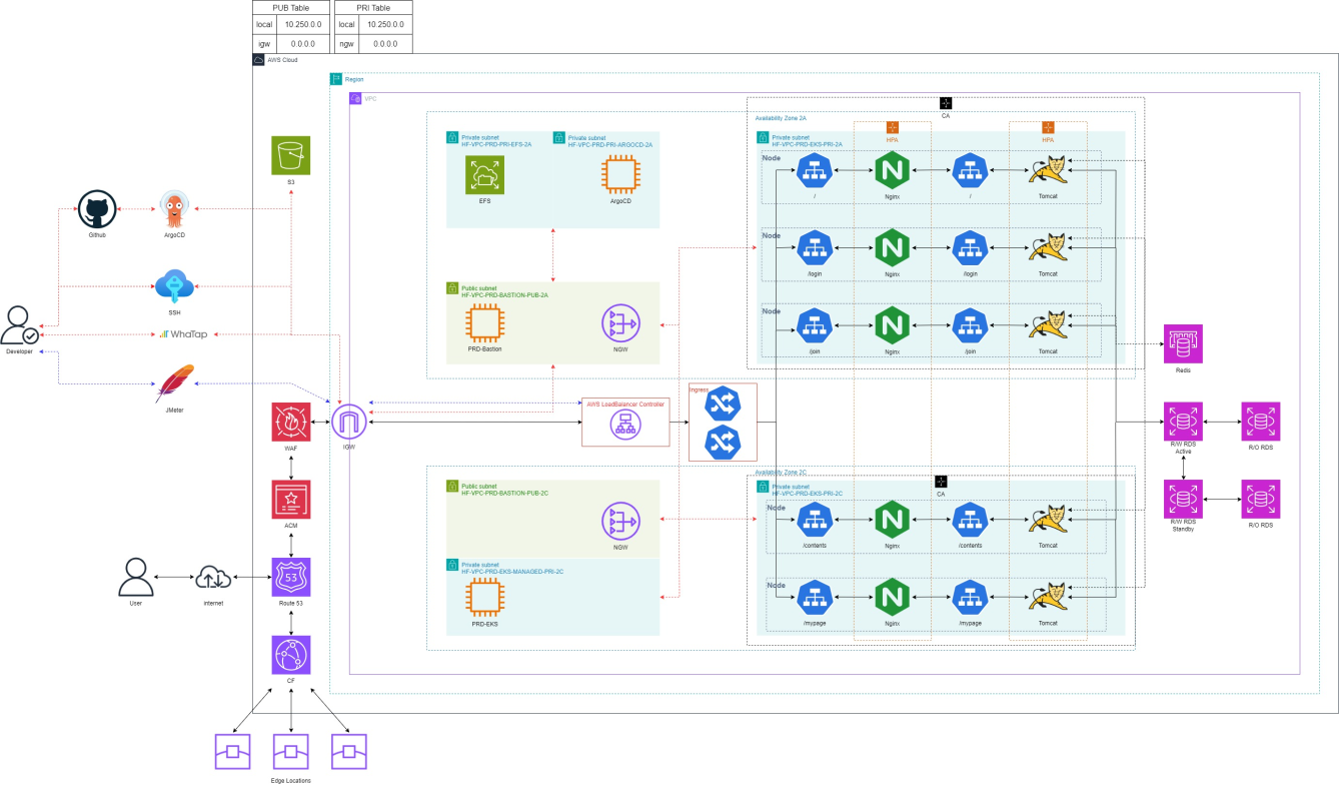 PUB Table
PRI Table
local 10.250.0.0
local 10.250.0.0
igw 0.0.0.0
ngw 0.0.0.0
AWS Cloud
Region
VPC
CA
Availability Zone 2A
HPA
HPA
Private subnet
HF-VPC-PRD-PRI-EFS-2A
Private subnet
HF-VPC-PRD-PRI-ARGOCD-2A
Private subnet
HF-VPC-PRD-EKS-PRI-2A
EFS
ArgoCD
S3
Node
/
Nginx
/
Tomcat
Github
ArgoCD
Node
/login
Nginx
/login
Tomcat
SSH
Public subnet
HF-VPC-PRD-BASTION-PUB-2A
PRD-Bastion
NGW
Node
/join
Nginx
/join
Tomcat
Developer
WhaTap
Redis
JMeter
WAF
IGW
AWS LoadBalancer Controller
Ingress
R/W RDS
Active
R/O RDS
Availability Zone 2C
CA
Public subnet
HF-VPC-PRD-BASTION-PUB-2C
NGW
Private subnet
HF-VPC-PRD-EKS-PRI-2C
Node
/contents
Nginx
/contents
Tomcat
R/W RDS
Standby
R/O RDS
ACM
Private subnet
HF-VPC-PRD-EKS-MANAGED-PRI-2C
PRD-EKS
Node
/mypage
Nginx
/mypage
Tomcat
User
internet
53
Route 53
CF
Edge Locations